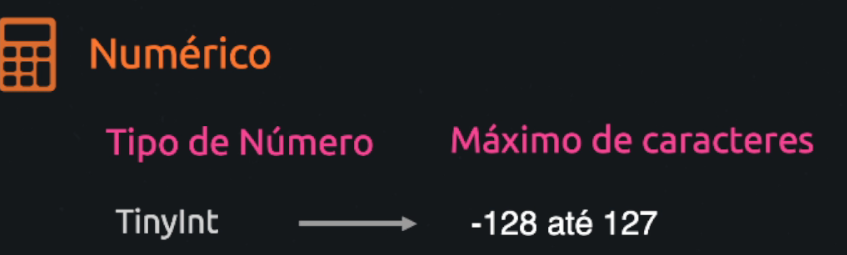 Numérico
Tipo de Número Máximo de caracteres
TinyInt -128 até 127